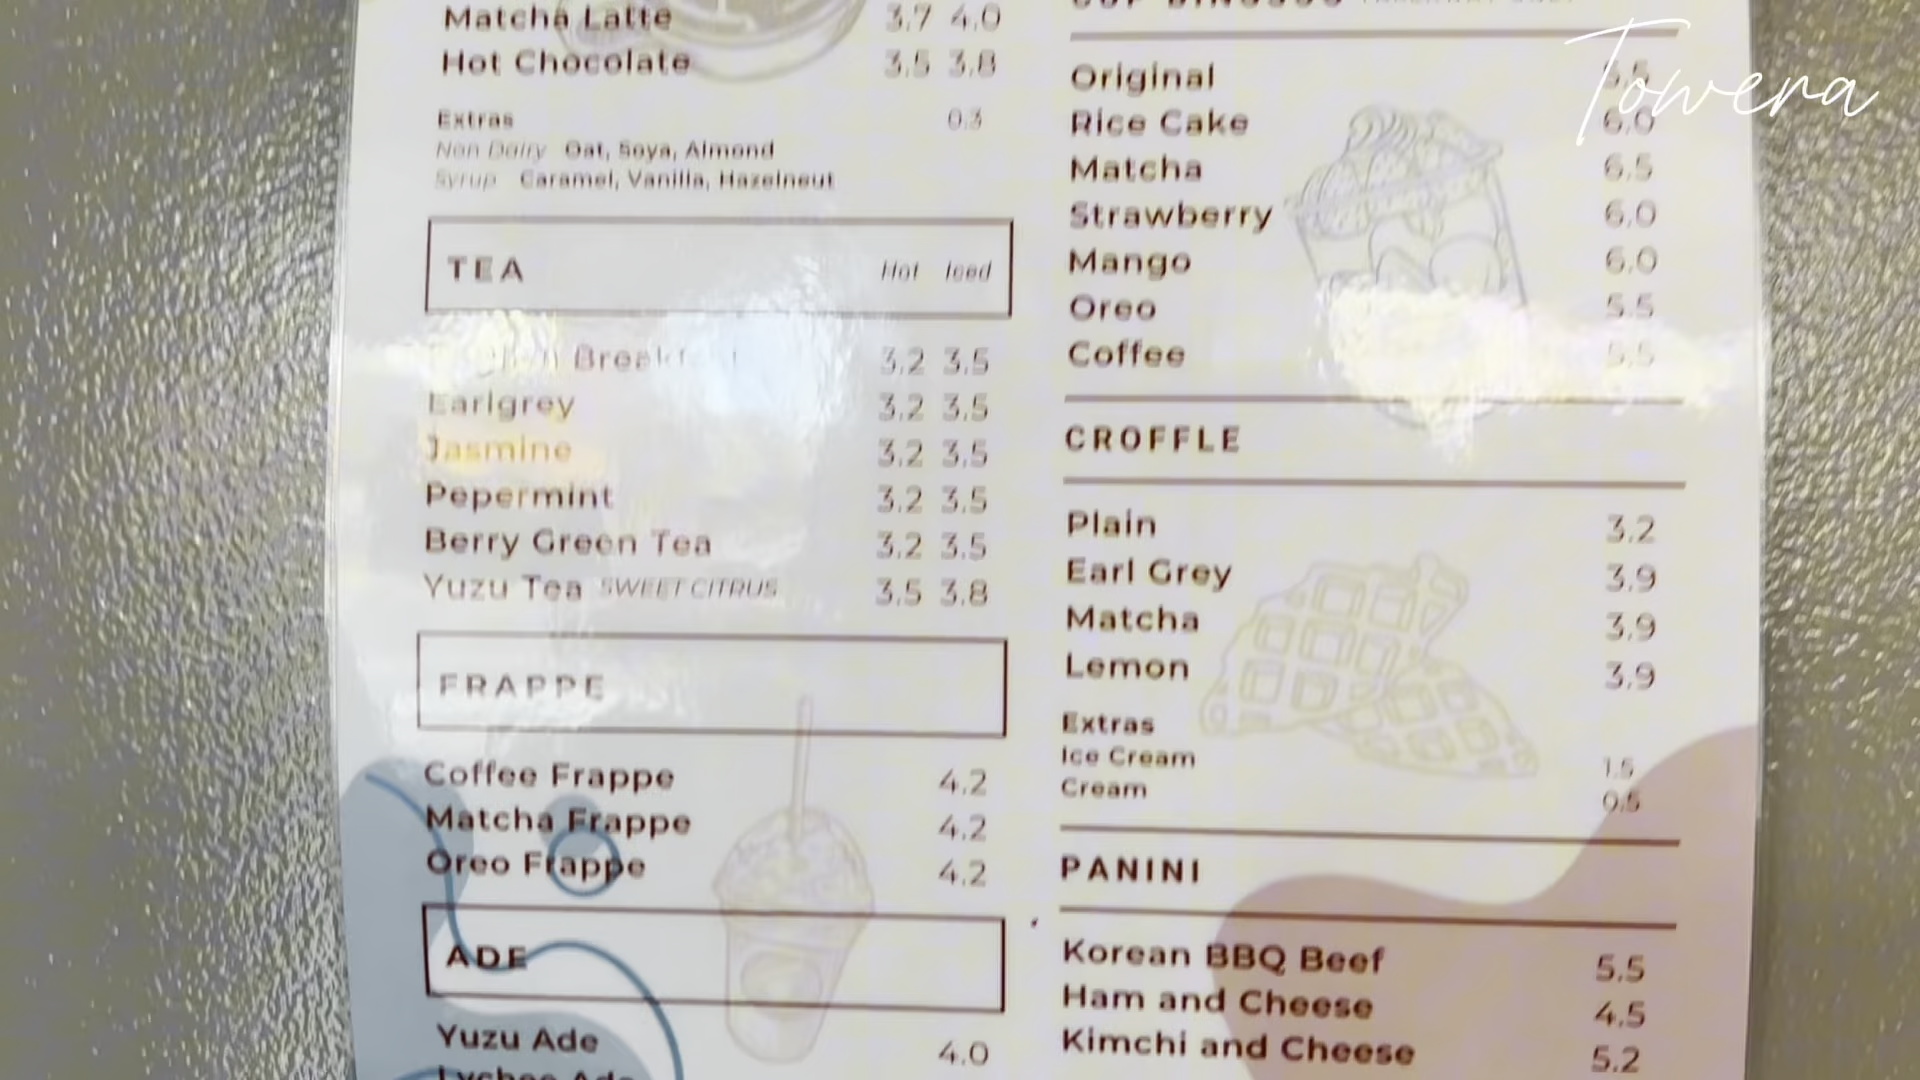 Matcha Latte 3.7 4.0
Hot Chocolate 3.5 3.8
Extras 0.3
Non Dairy Oat, Soya, Almond
Syrup Caramel, Vanilla, Hazelneut
TEA Hot Iced
Breakfast 3.2 3.5
Earlgrey 3.2 3.5
Jasmine 3.2 3.5
Pepermint 3.2 3.5
Berry Green Tea 3.2 3.5
Yuzu Tea SWEET CITRUS 3.5 3.8
FRAPPE
Coffee Frappe 4.2
Matcha Frappe 4.2
Oreo Frappe 4.2
ADE
Yuzu Ade 4.0
Lychee Ade
Towera
Original 5.5
Rice Cake 6.0
Matcha 6.5
Strawberry 6.0
Mango 6.0
Oreo 5.5
Coffee 5.5
CROFFLE
Plain 3.2
Earl Grey 3.9
Matcha 3.9
Lemon 3.9
Extras
Ice Cream 1.5
Cream 0.5
PANINI
Korean BBQ Beef 5.5
Ham and Cheese 4.5
Kimchi and Cheese 5.2